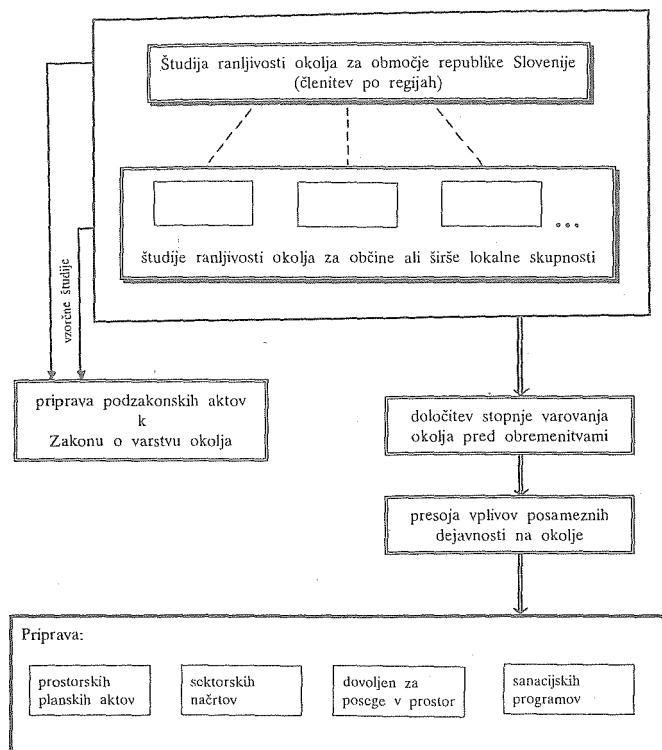 Študija ranljivosti okolja za območje republike Slovenije
(členitev po regijah)
...
študije ranljivosti okolja za občine ali širše lokalne skupnosti
vzorčne študije
priprava podzakonskih aktov
k
Zakonu o varstvu okolja
določitev stopnje varovanja
okolja pred obremenitvami
presoja vplivov posameznih
dejavnosti na okolje
Priprava:
prostorskih
planskih aktov
sektorskih
načrtov
dovoljen za
posege v prostor
sanacijskih
programov